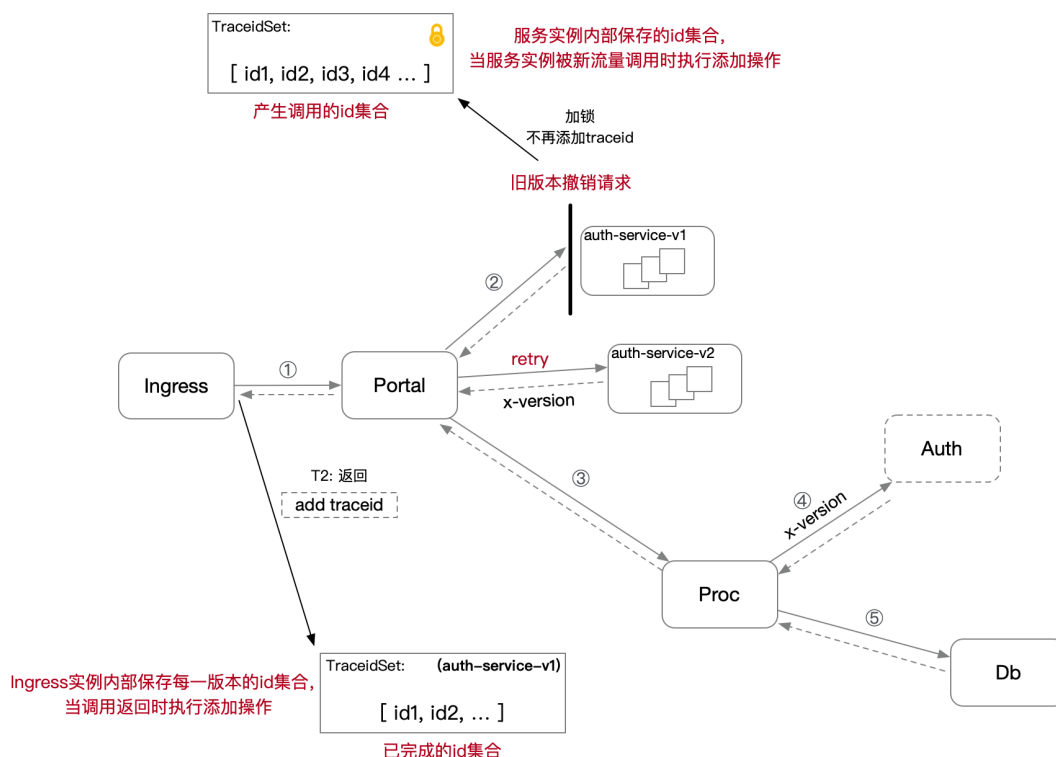 TraceidSet:
[ id1, id2, id3, id4 ... ]
产生调用的id集合
服务实例内部保存的id集合，
当服务实例被新流量调用时执行添加操作
加锁
不再添加traceid
旧版本撤销请求
auth-service-v1
②
retry
auth-service-v2
x-version
Ingress
①
Portal
T2: 返回
add traceid
③
④
x-version
Auth
Proc
⑤
Db
Ingress实例内部保存每一版本的id集合，
当调用返回时执行添加操作
TraceidSet: (auth-service-v1)
[ id1, id2, ... ]
已完成的id集合